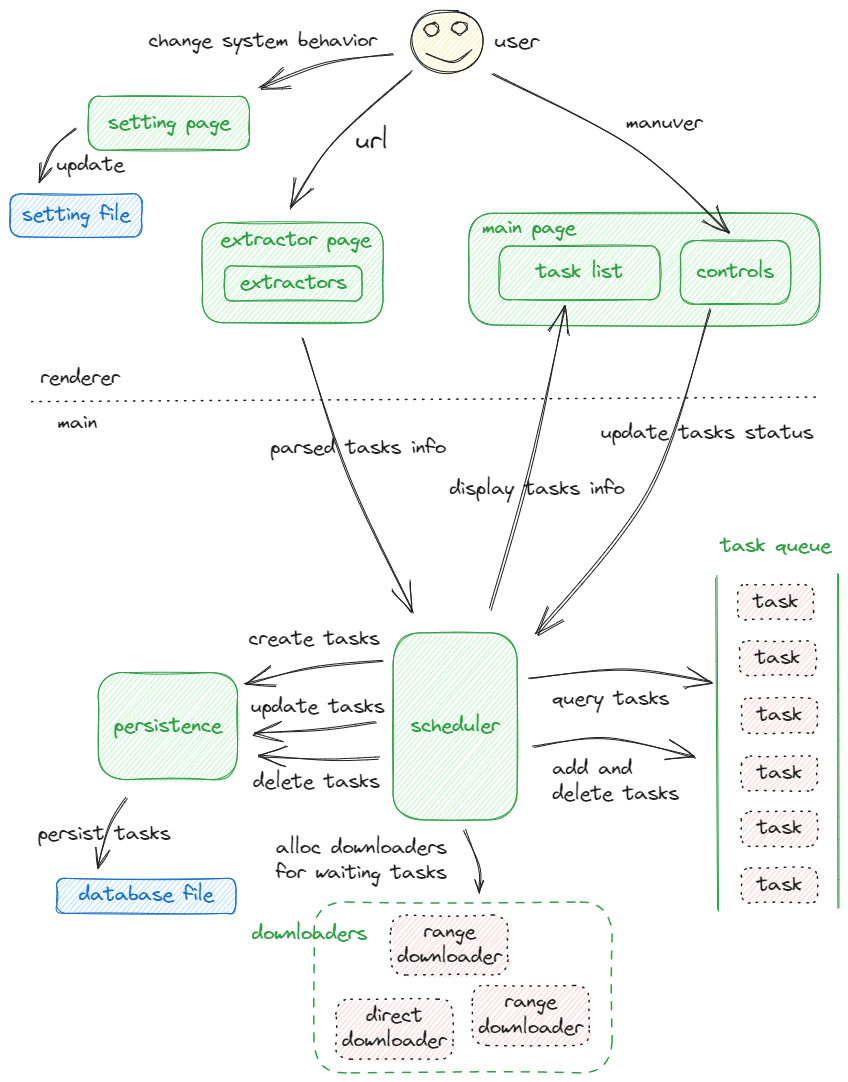 change system behavior
user
setting page
url
manuver
update
setting file
extractor page
extractors
main page
task list
controls
renderer
main
parsed tasks info
update tasks status
display tasks info
task queue
task
task
task
task
task
task
create tasks
update tasks
delete tasks
persistence
scheduler
query tasks
add and
delete tasks
persist tasks
database file
alloc downloaders
for waiting tasks
downloaders
range
downloader
direct
downloader
range
downloader